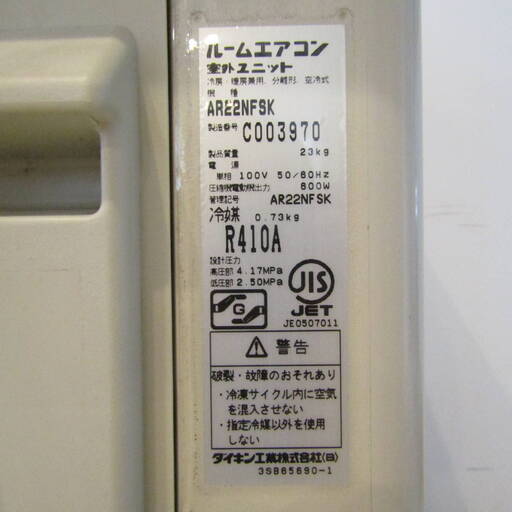 ルームエアコン
室外ユニット
冷房・暖房兼用、分離形、空冷式
機種
AR22NFSK
製造番号 C003970
製品質量 23kg
電源
単相 100V 50/60Hz
圧縮機電動機出力 600W
管理記号 AR22NFSK
冷媒 0.73kg
R410A
設計圧力
高圧部 4.17MPa
低圧部 2.50MPa
JIS
G
JET
JE0507011
警告
破裂・故障のおそれあり
・冷凍サイクル内に空気
を混入させない
・指定冷媒以外を使用
しない
ダイキン工業株式会社(日)
3SB65690-1